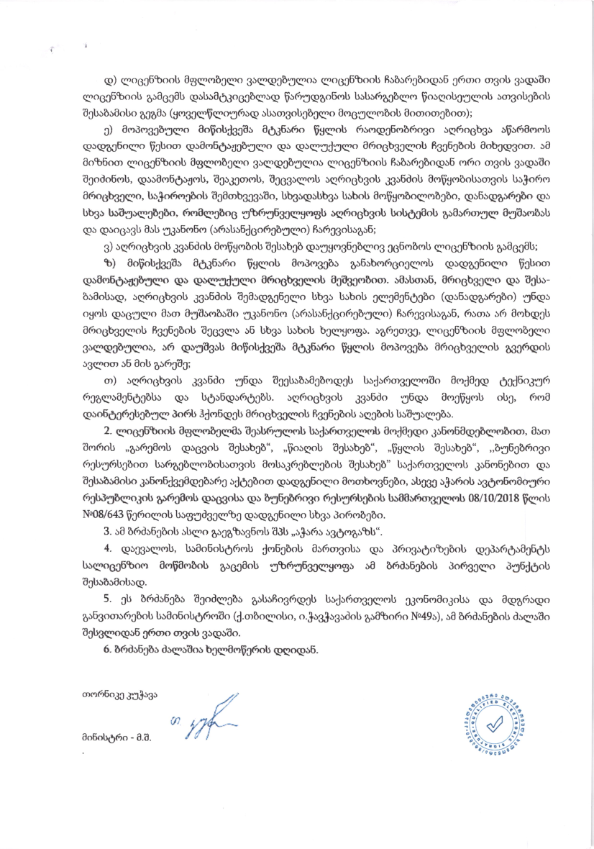 დ) ლიცენზიის მფლობელი ვალდებულია ლიცენზიის ჩაბარებიდან ერთი თვის ვადაში
ლიცენზიის გამცემს დასამტკიცებლად წარუდგინოს სასარგებლო წიაღისეულის ათვისების
შესაბამისი გეგმა (ყოველწლიურად ასათვისებელი მოცულობის მითითებით);
ე) მოპოვებული მიწისქვეშა მტკნარი წყლის რაოდენობრივი აღრიცხვა აწარმოოს
დადგენილი წესით დამონტაჟებული და დალუქული მრიცხველის ჩვენების მიხედვით. ამ
მიზნით ლიცენზიის მფლობელი ვალდებულია ლიცენზიის ჩაბარებიდან ორი თვის ვადაში
შეიძინოს, დაამონტაჟოს, შეაკეთოს, შეცვალოს აღრიცხვის კვანძის მოწყობისათვის საჭირო
მრიცხველი, საჭიროების შემთხვევაში, სხვადასხვა სახის მოწყობილობები, დანადგარები და
სხვა საშუალებები, რომლებიც უზრუნველყოფს აღრიცხვის სისტემის გამართულ მუშაობას
და დაიცავს მას უკანონო (არასანქცირებული) ჩარევისაგან;
ვ) აღრიცხვის კვანძის მოწყობის შესახებ დაუყოვნებლივ ეცნობოს ლიცენზიის გამცემს;
ზ) მიწისქვეშა მტკნარი წყლის მოპოვება განახორციელოს დადგენილი წესით
დამონტაჟებული და დალუქული მრიცხველის მეშვეობით. ამასთან, მრიცხველი და შესა-
ბამისად, აღრიცხვის კვანძის შემადგენელი სხვა სახის ელემენტები (დანადგარები) უნდა
იყოს დაცული მათ მუშაობაში უკანონო (არასანქცირებული) ჩარევისაგან, რათა არ მოხდეს
მრიცხველის ჩვენების შეცვლა ან სხვა სახის ხელყოფა. აგრეთვე, ლიცენზიის მფლობელი
ვალდებულია, არ დაუშვას მიწისქვეშა მტკნარი წყლის მოპოვება მრიცხველის გვერდის
ავლით ან მის გარეშე;
თ) აღრიცხვის კვანძი უნდა შეესაბამებოდეს საქართველოში მოქმედ ტექნიკურ
რეგლამენტებსა და სტანდარტებს. აღრიცხვის კვანძი უნდა მოეწყოს ისე, რომ
დაინტერესებულ პირს ჰქონდეს მრიცხველის ჩვენების აღების საშუალება.
2. ლიცენზიის მფლობელმა შეასრულოს საქართველოს მოქმედი კანონმდებლობით, მათ
შორის „გარემოს დაცვის შესახებ“, „წიაღის შესახებ“, „წყლის შესახებ“, „ბუნებრივი
რესურსებით სარგებლობისათვის მოსაკრებლების შესახებ“ საქართველოს კანონებით და
შესაბამისი კანონქვემდებარე აქტებით დადგენილი მოთხოვნები, ასევე აჭარის ავტონომიური
რესპუბლიკის გარემოს დაცვისა და ბუნებრივი რესურსების სამმართველოს 08/10/2018 წლის
№08/643 წერილის საფუძველზე დადგენილი სხვა პირობები.
3. ამ ბრძანების ასლი გაეგზავნოს შპს „აჭარა ავტოგაზს“.
4. დაევალოს, სამინისტროს ქონების მართვისა და პრივატიზების დეპარტამენტს
სალიცენზიო მოწმობის გაცემის უზრუნველყოფა ამ ბრძანების პირველი პუნქტის
შესაბამისად.
5. ეს ბრძანება შეიძლება გასაჩივრდეს საქართველოს ეკონომიკისა და მდგრადი
განვითარების სამინისტროში (ქ.თბილისი, ი.ჭავჭავაძის გამზირი №49ა), ამ ბრძანების ძალაში
შესვლიდან ერთი თვის ვადაში.
6. ბრძანება ძალაშია ხელმოწერის დღიდან.
თორნიკე კუჭავა
მინისტრი - მ.შ.